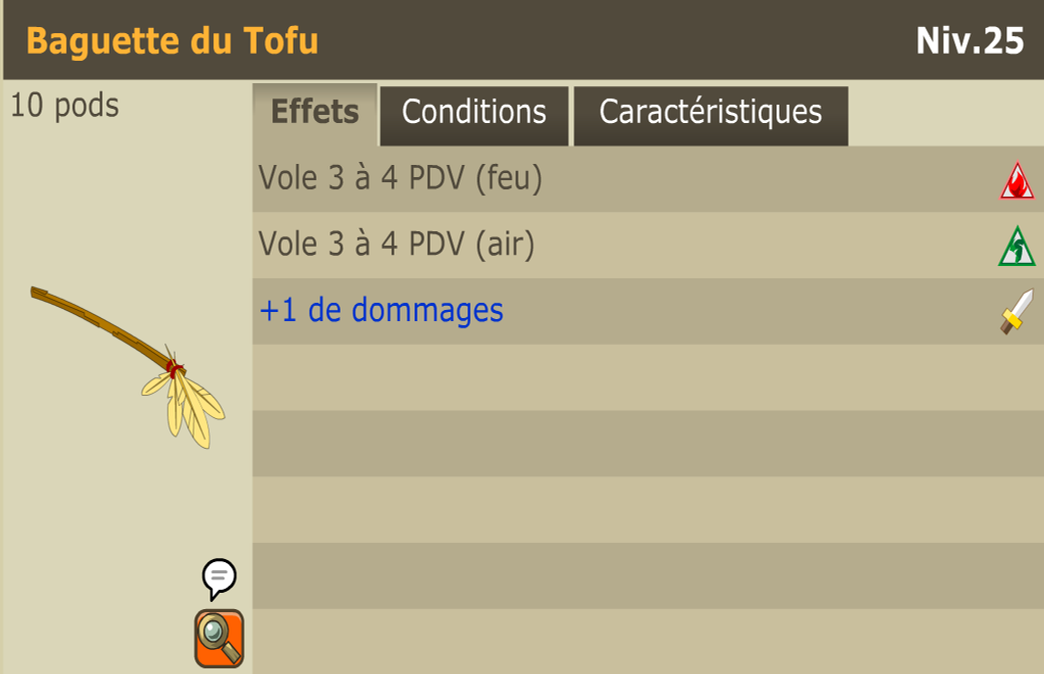 Baguette du Tofu
Niv.25
10 pods
Effets
Conditions
Caractéristiques
Vole 3 à 4 PDV (feu)
Vole 3 à 4 PDV (air)
+1 de dommages